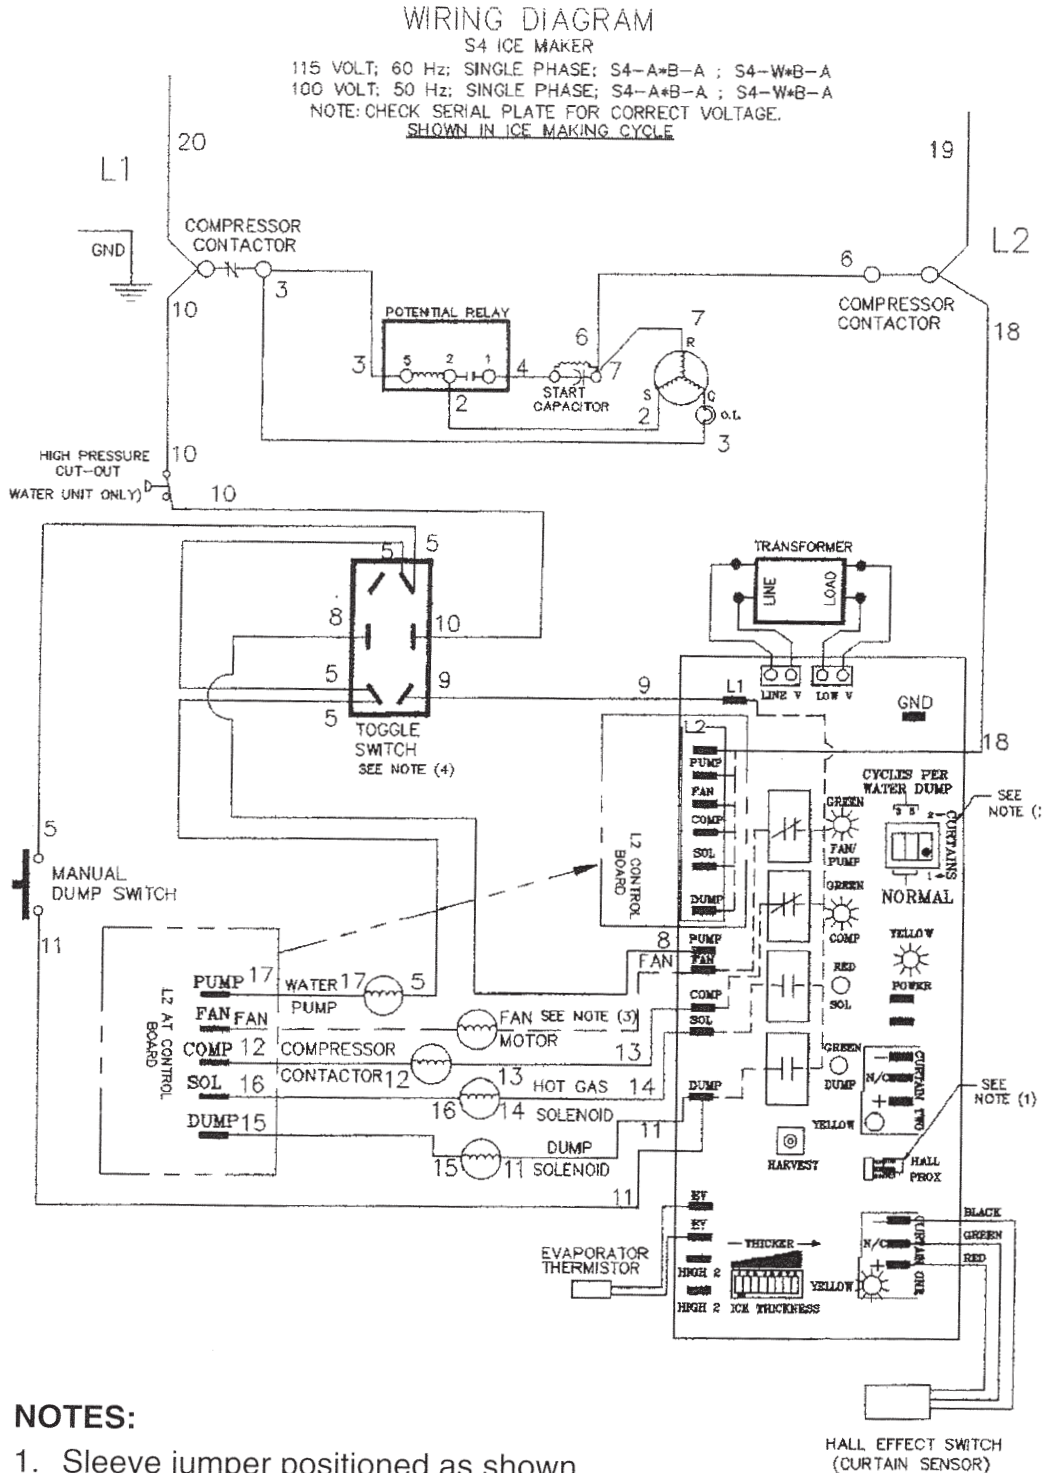 WIRING DIAGRAM
S4 ICE MAKER
115 VOLT; 60 Hz; SINGLE PHASE; S4-A*B-A ; S4-W*B-A
100 VOLT; 50 Hz; SINGLE PHASE; S4-A*B-A ; S4-W*B-A
NOTE: CHECK SERIAL PLATE FOR CORRECT VOLTAGE.
SHOWN IN ICE MAKING CYCLE
20
19
L1
L2
GND
COMPRESSOR
CONTACTOR
3
10
6
COMPRESSOR
CONTACTOR
18
POTENTIAL RELAY
3
5
2
1
4
2
6
7
START
CAPACITOR
7
R
S
C
2
O.L
3
HIGH PRESSURE
CUT-OUT
WATER UNIT ONLY)
10
10
5
5
8
10
5
9
5
TOGGLE
SWITCH
SEE NOTE (4)
TRANSFORMER
LINE
LOAD
LINE V
LOW V
9
L1
GND
18
L2
PUMP
FAN
COMP
SOL
DUMP
L2 CONTROL
BOARD
CYCLES PER
WATER DUMP
3 5
2
CURTAINS
1
NORMAL
SEE
NOTE (
GREEN
FAN/
PUMP
GREEN
COMP
RED
SOL
GREEN
DUMP
YELLOW
POWER
5
MANUAL
DUMP SWITCH
11
8
PUMP
FAN
FAN
COMP
SOL
DUMP
L2 AT CONTROL
BOARD
PUMP
17
WATER
PUMP
17
5
FAN
FAN
FAN
MOTOR
SEE NOTE (3)
COMP
12
COMPRESSOR
CONTACTOR
12
13
13
SOL
16
16
14
HOT GAS
SOLENOID
14
DUMP
15
15
11
DUMP
SOLENOID
11
11
-
N/C
+
CURTAIN TWO
YELLOW
SEE
NOTE (1)
HARVEST
HALL
PROX
EV
EV
HIGH 2
HIGH 2
EVAPORATOR
THERMISTOR
THICKER
ICE THICKNESS
-
N/C
+
CURTAIN ONE
YELLOW
BLACK
GREEN
RED
HALL EFFECT SWITCH
(CURTAIN SENSOR)
NOTES:
1. Sleeve jumper positioned as shown